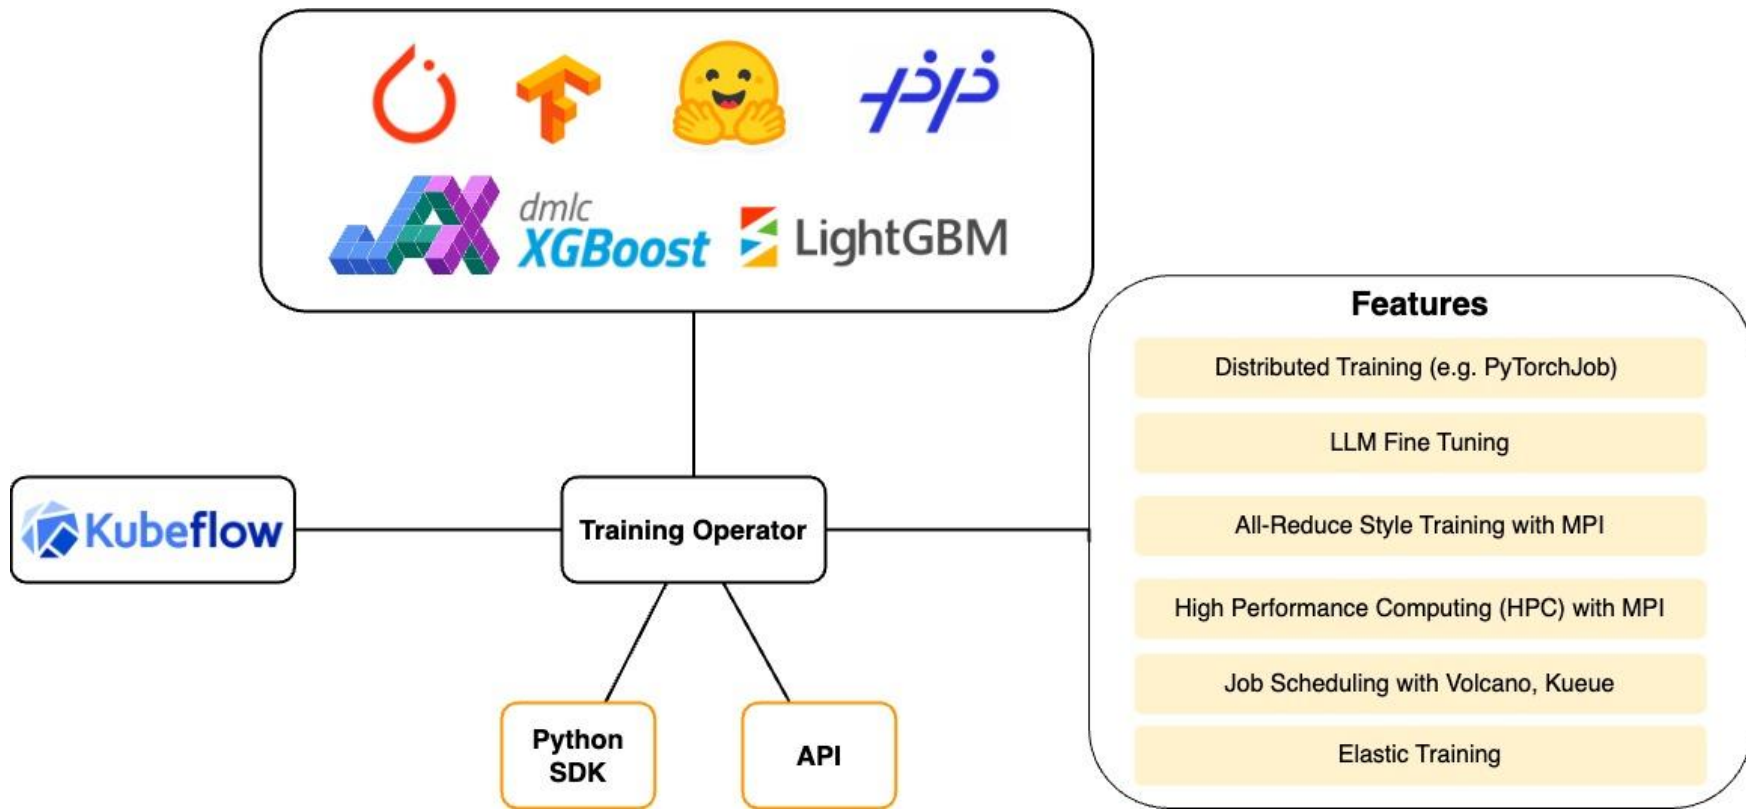 JAX
dmlc
XGBoost
LightGBM
Features
Distributed Training (e.g. PyTorchJob)
LLM Fine Tuning
Kubeflow
Training Operator
All-Reduce Style Training with MPI
High Performance Computing (HPC) with MPI
Job Scheduling with Volcano, Kueue
Python
SDK
API
Elastic Training